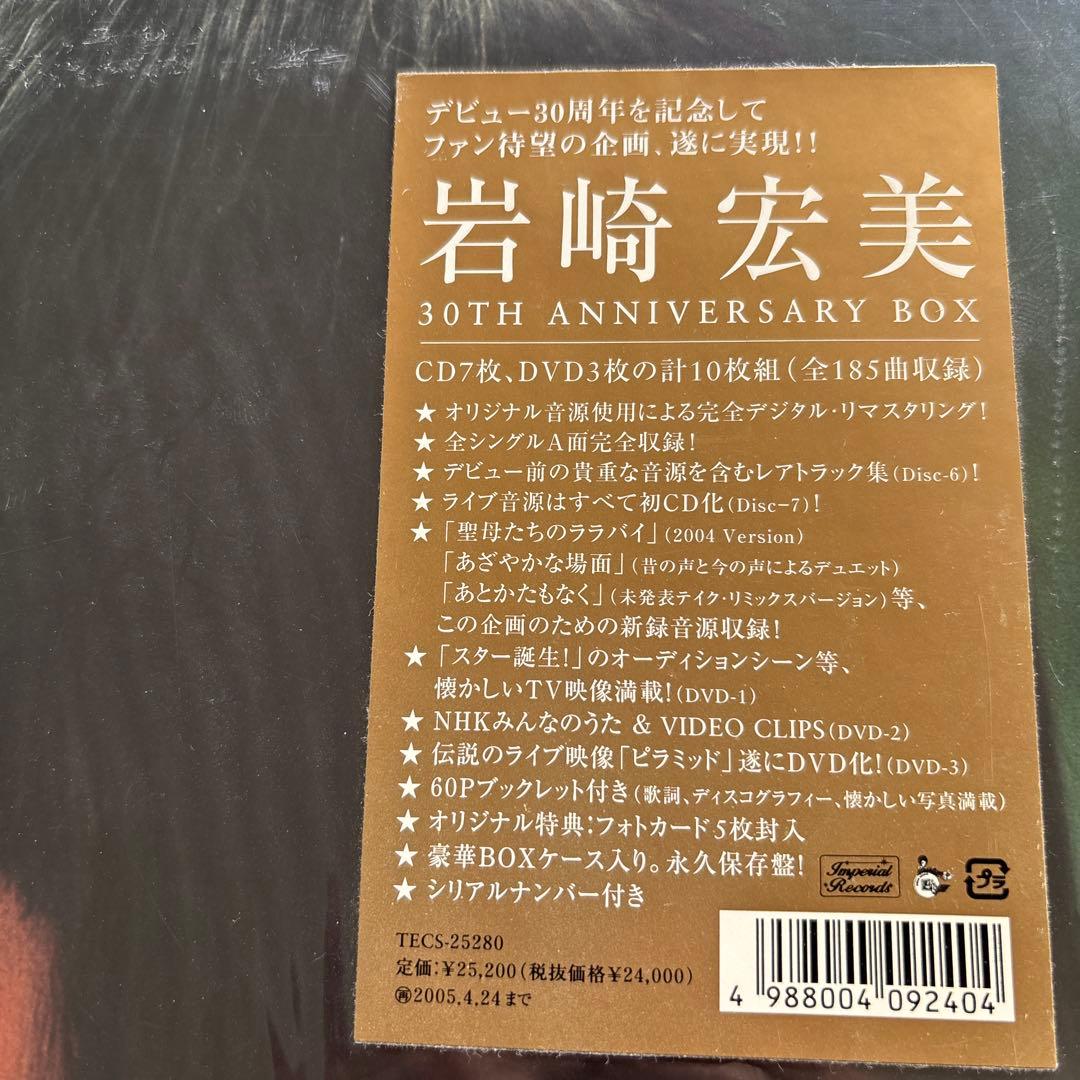 デビュー30周年を記念して
ファン待望の企画、遂に実現!!
岩崎宏美
30TH ANNIVERSARY BOX
CD7枚、DVD3枚の計10枚組(全185曲収録)
★ オリジナル音源使用による完全デジタル・リマスタリング!
★ 全シングルA面完全収録!
★ デビュー前の貴重な音源を含むレアトラック集(Disc-6)!
★ ライブ音源はすべて初CD化(Disc-7)!
★ 「聖母たちのララバイ」(2004 Version)
「あざやかな場面」(昔の声と今の声によるデュエット)
「あとかたもなく」(未発表テイク・リミックスバージョン)等、
この企画のための新録音源収録!
★ 「スター誕生!」のオーディションシーン等、
懐かしいTV映像満載!(DVD-1)
★ NHKみんなのうた & VIDEO CLIPS(DVD-2)
★ 伝説のライブ映像「ピラミッド」遂にDVD化!(DVD-3)
★ 60Pブックレット付き(歌詞、ディスコグラフィー、懐かしい写真満載)
★ オリジナル特典:フォトカード5枚封入
★ 豪華BOXケース入り。永久保存盤!
Imperial
Records
プラ
★ シリアルナンバー付き
TECS-25280
定価:¥25,200(税抜価格¥24,000)
再2005.4.24まで
4 988004 092404